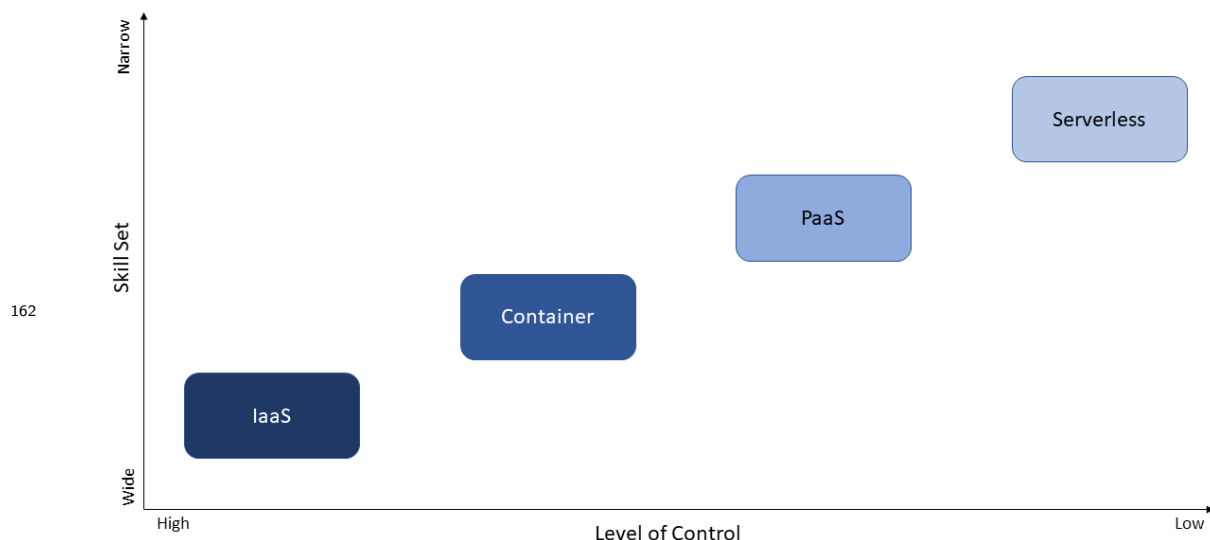 Narrow
Serverless
PaaS
Skill Set
162
Container
IaaS
Wide
High
Level of Control
Low